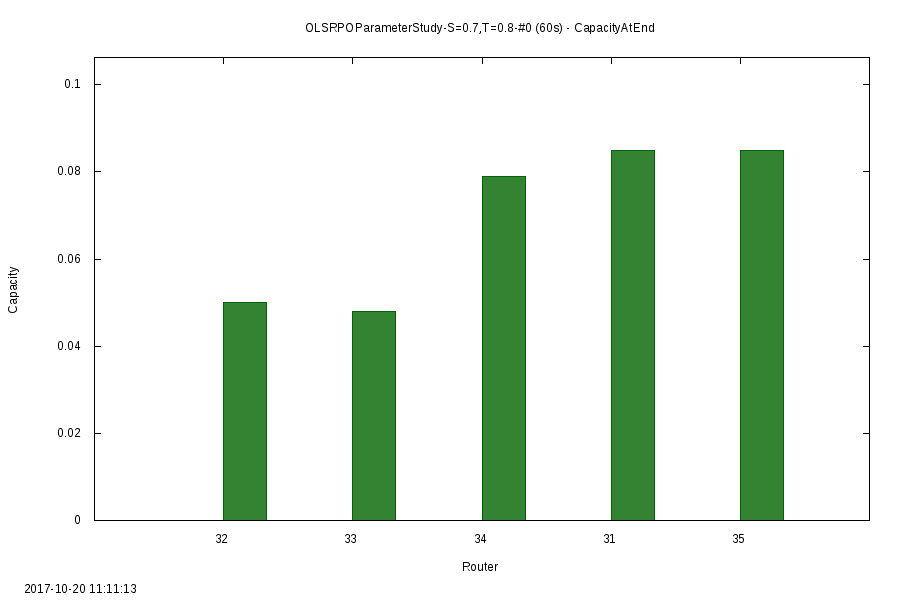 OLSRPOParameterStudy-S=0.7,T=0.8-#0 (60s) - CapacityAtEnd
0.1
0.08
0.06
0.04
0.02
0
Capacity
32 33 34 31 35
Router
2017-10-20 11:11:13